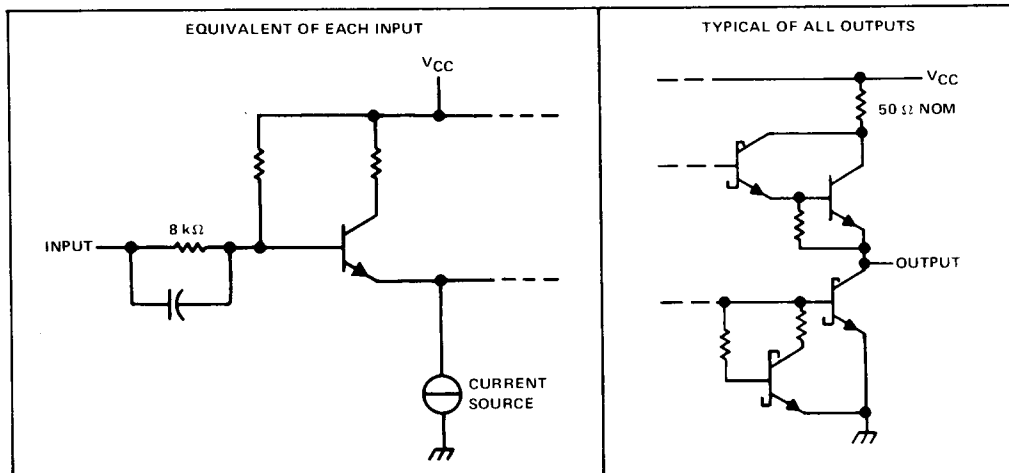 EQUIVALENT OF EACH INPUT
VCC
8 kΩ
INPUT
CURRENT
SOURCE
TYPICAL OF ALL OUTPUTS
VCC
50 Ω NOM
OUTPUT